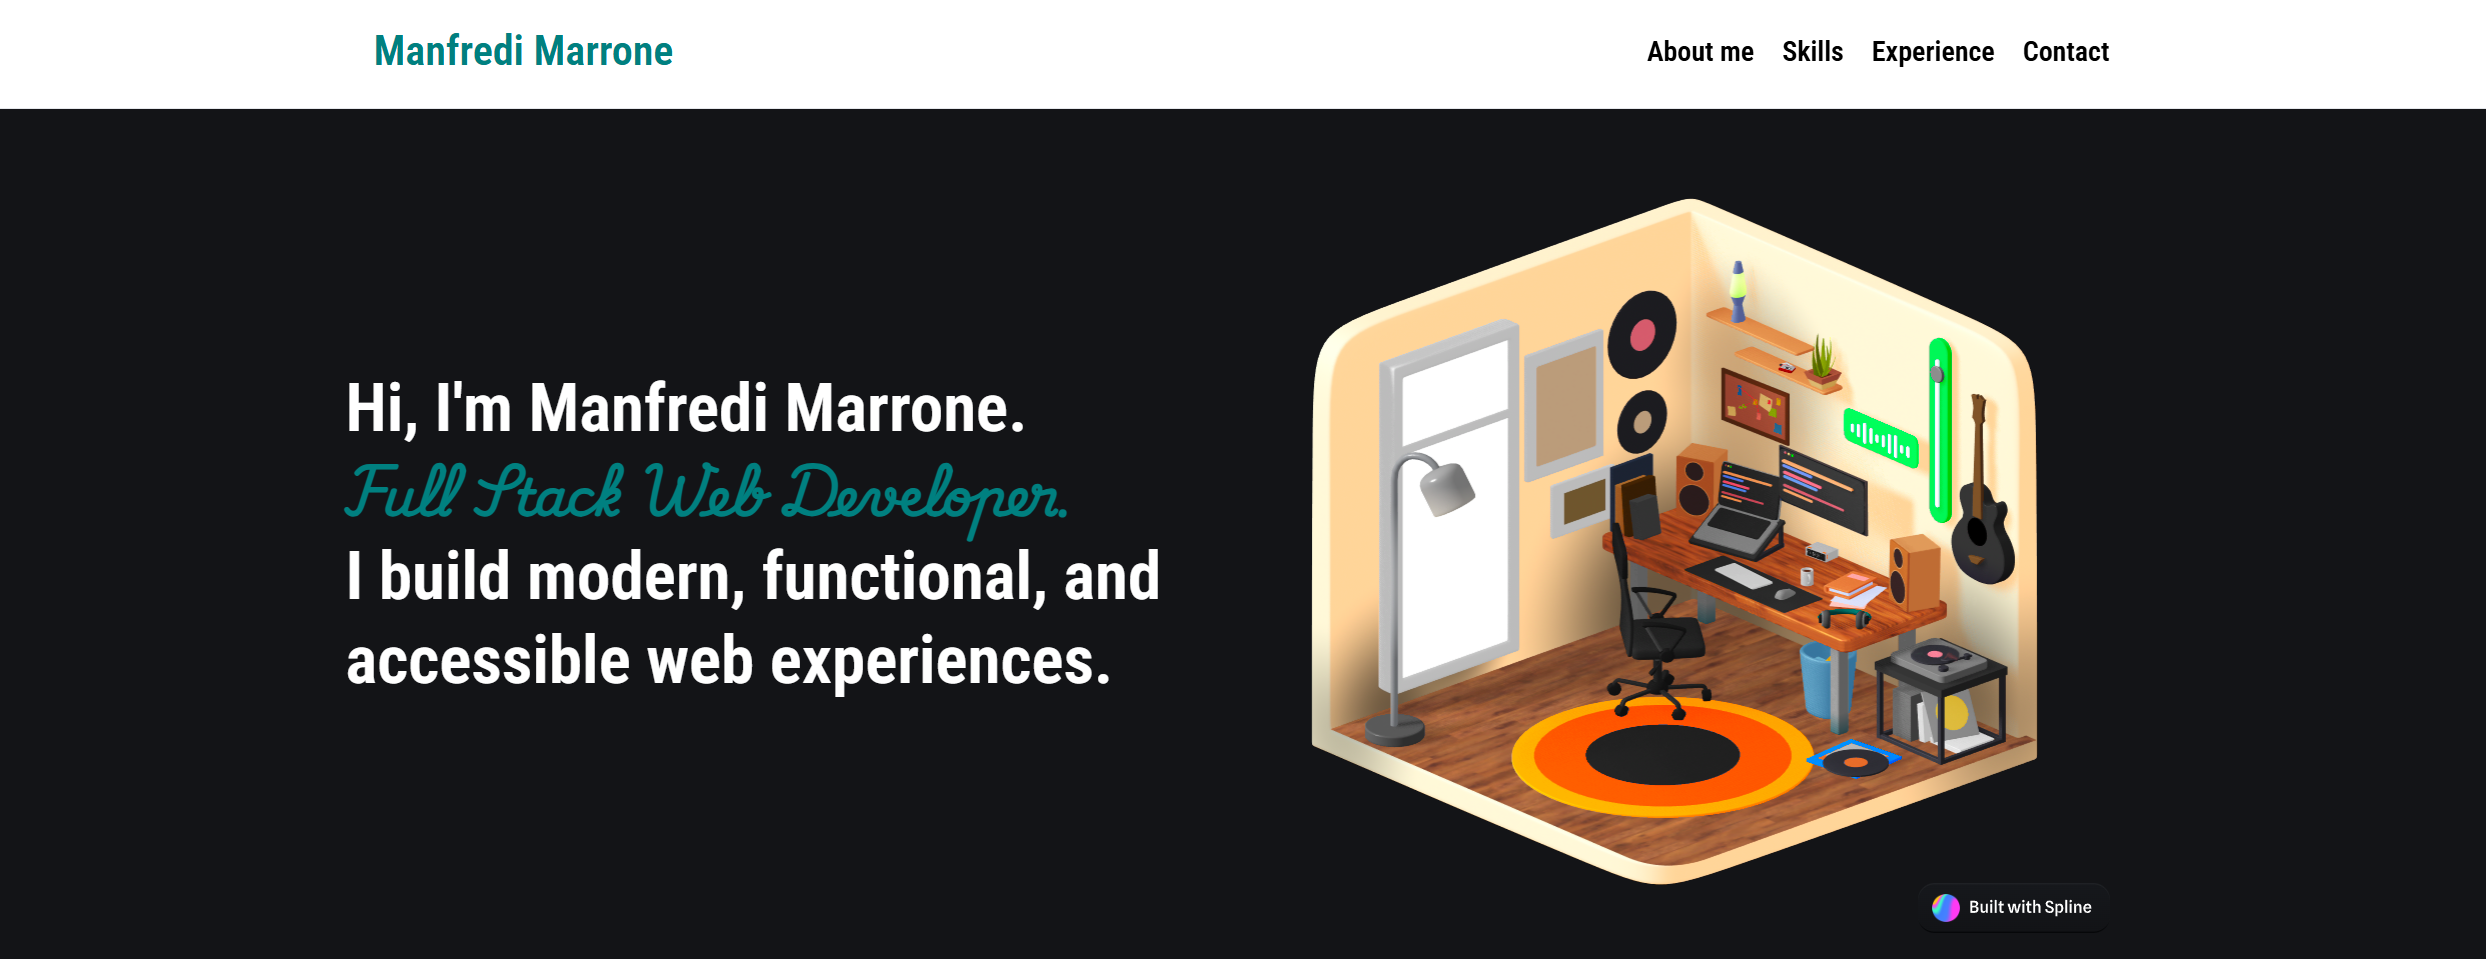 Manfredi Marrone
About me Skills Experience Contact
Hi, I'm Manfredi Marrone.
Full Stack Web Developer.
I build modern, functional, and
accessible web experiences.
Built with Spline